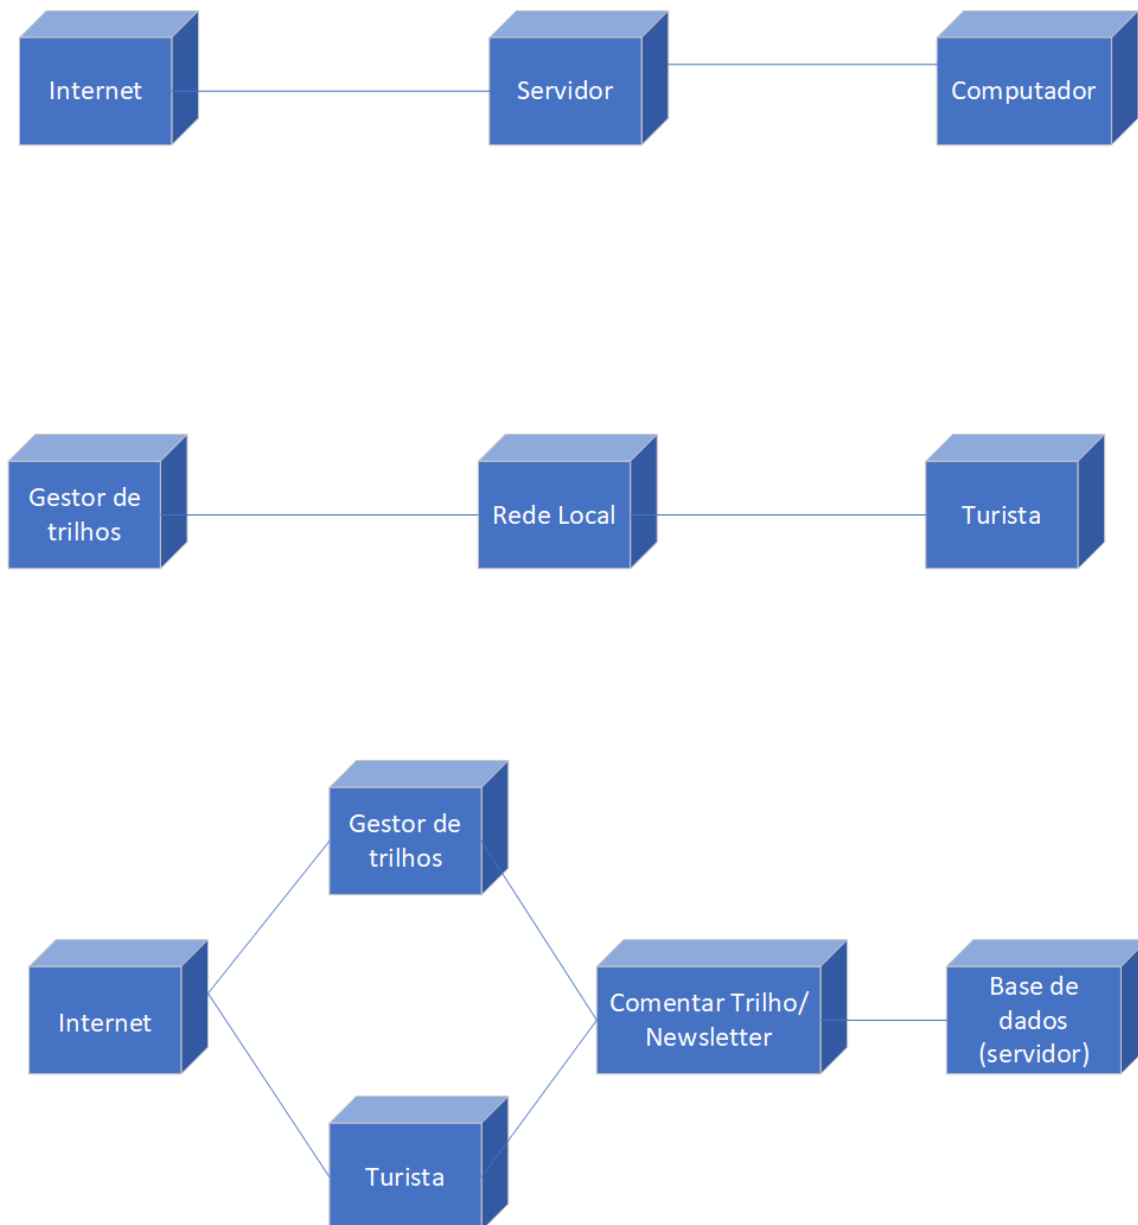 Internet
Servidor
Computador
Gestor de
trilhos
Rede Local
Turista
Gestor de
trilhos
Internet
Comentar Trilho/
Newsletter
Base de
dados
(servidor)
Turista